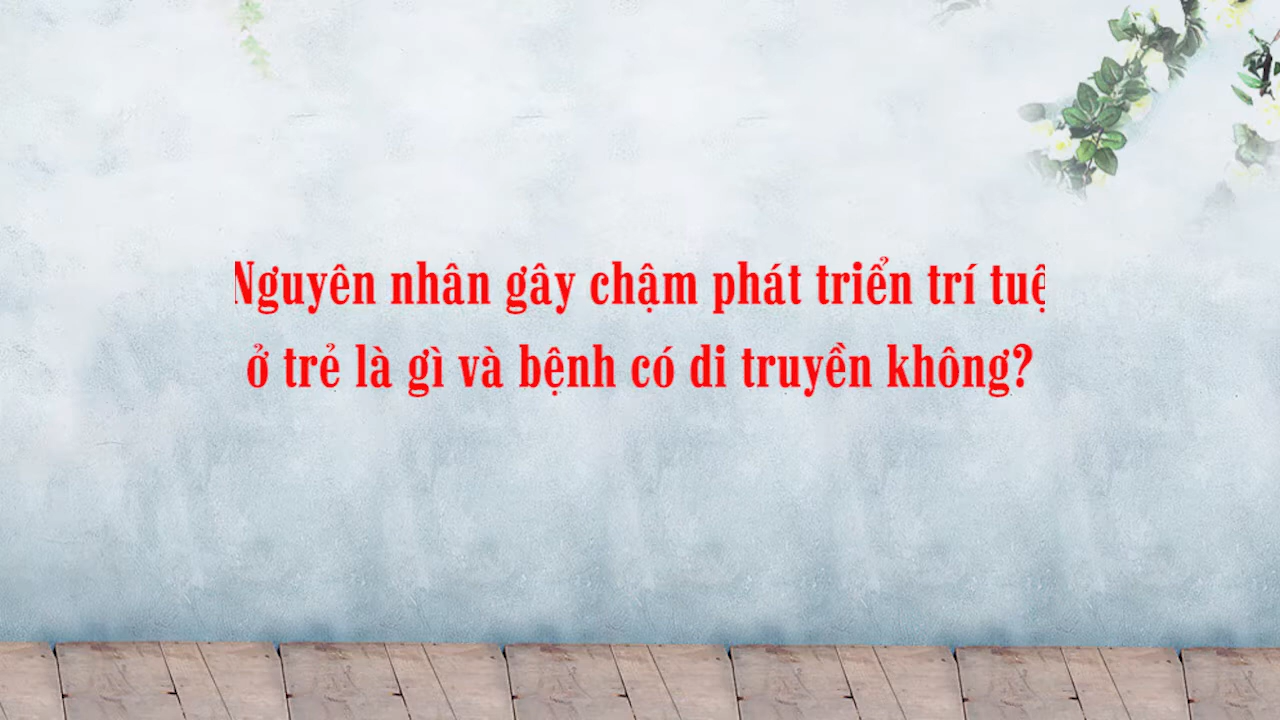 Nguyên nhân gây chậm phát triển trí tuệ
ở trẻ là gì và bệnh có di truyền không?